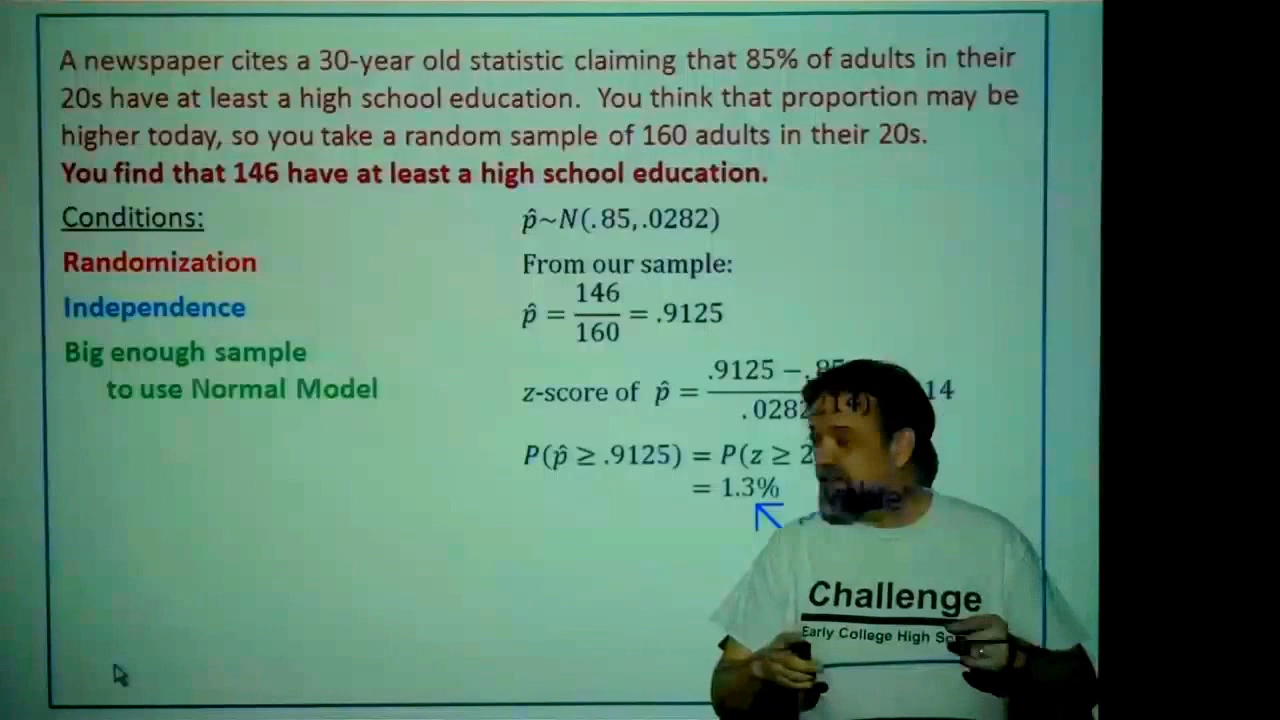 A newspaper cites a 30-year old statistic claiming that 85% of adults in their
20s have at least a high school education. You think that proportion may be
higher today, so you take a random sample of 160 adults in their 20s.
You find that 146 have at least a high school education.
Conditions:
Randomization
Independence
Big enough sample
to use Normal Model
p̂~N(.85,.0282)
From our sample:
p̂ = 146/160 = .9125
z-score of p̂ = .9125 −.85/.0282 14
P(p̂ ≥ .9125) = P(z ≥ 2
= 1.3%
Challenge
Early College High